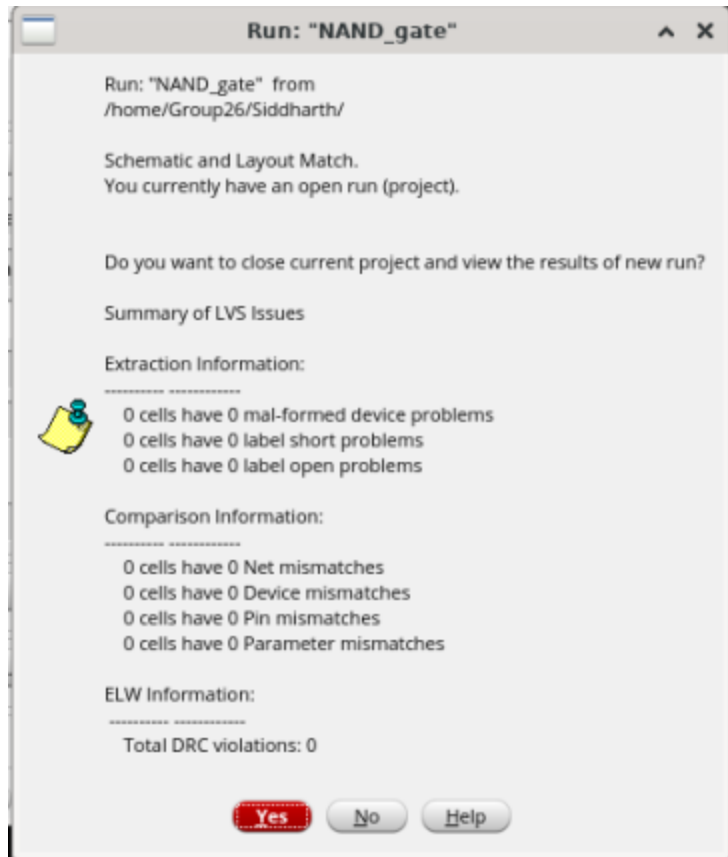 Run: "NAND_gate"
Run: "NAND_gate" from
/home/Group26/Siddharth/
Schematic and Layout Match.
You currently have an open run (project).
Do you want to close current project and view the results of new run?
Summary of LVS Issues
Extraction Information:
---------- ------------
0 cells have 0 mal-formed device problems
0 cells have 0 label short problems
0 cells have 0 label open problems
Comparison Information:
---------- ------------
0 cells have 0 Net mismatches
0 cells have 0 Device mismatches
0 cells have 0 Pin mismatches
0 cells have 0 Parameter mismatches
ELW Information:
---------- ------------
Total DRC violations: 0
Yes No Help